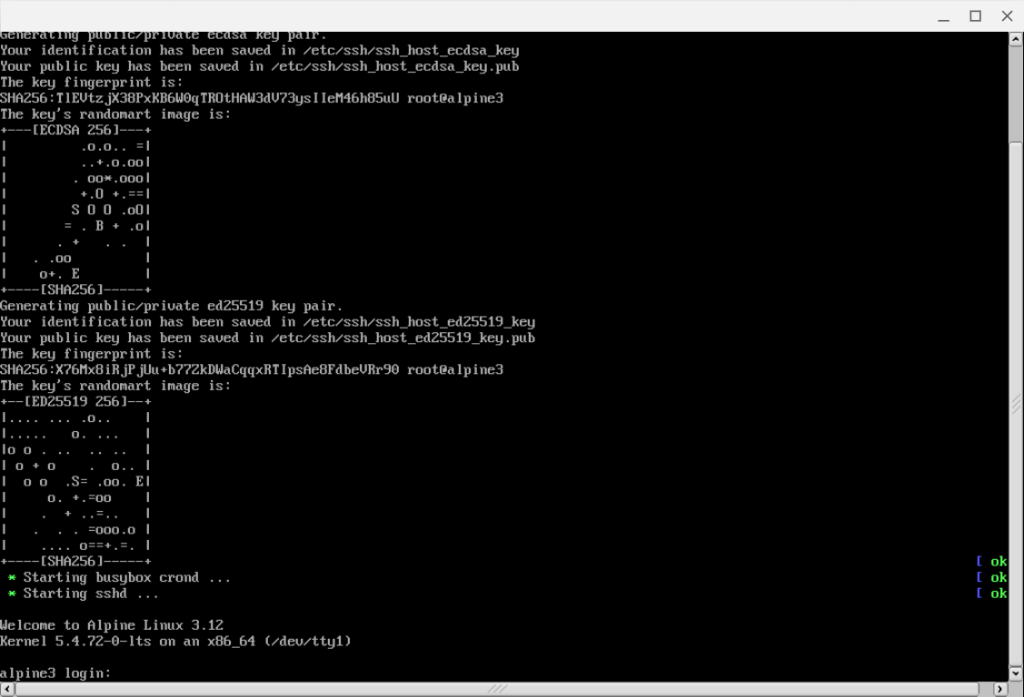 Generating public/private ecdsa key pair.
Your identification has been saved in /etc/ssh/ssh_host_ecdsa_key
Your public key has been saved in /etc/ssh/ssh_host_ecdsa_key.pub
The key fingerprint is:
SHA256:TlEVtzjX38PxKB6W0qTROtHAW3dV73ysIIeM46h85uU root@alpine3
The key's randomart image is:
+---[ECDSA 256]---+
|         .o.o.. =|
|         ..+.o.oo|
|        . oo*.ooo|
|         +.O +.==|
|        S O O .oO|
|       = . B + .o|
|      . +   . .  |
|   . .oo         |
|    o+. E        |
+----[SHA256]-----+
Generating public/private ed25519 key pair.
Your identification has been saved in /etc/ssh/ssh_host_ed25519_key
Your public key has been saved in /etc/ssh/ssh_host_ed25519_key.pub
The key fingerprint is:
SHA256:X76Mx8iRjPjUu+b77ZkDWaCqqxRTIpsAe8FdbeVRr90 root@alpine3
The key's randomart image is:
+--[ED25519 256]--+
|.... ... .o..    |
|.....   o. ...   |
|o o . ..  .. ..  |
| o + o    .  o.. |
|  o o  .S= .oo. E|
|     o. +.=oo    |
|    .  + ..=..   |
|   .  . . =ooo.o |
|    .... o==+.=. |
+----[SHA256]-----+ [ ok
* Starting busybox crond ... [ ok
* Starting sshd ... [ ok
Welcome to Alpine Linux 3.12
Kernel 5.4.72-0-lts on an x86_64 (/dev/tty1)
alpine3 login: